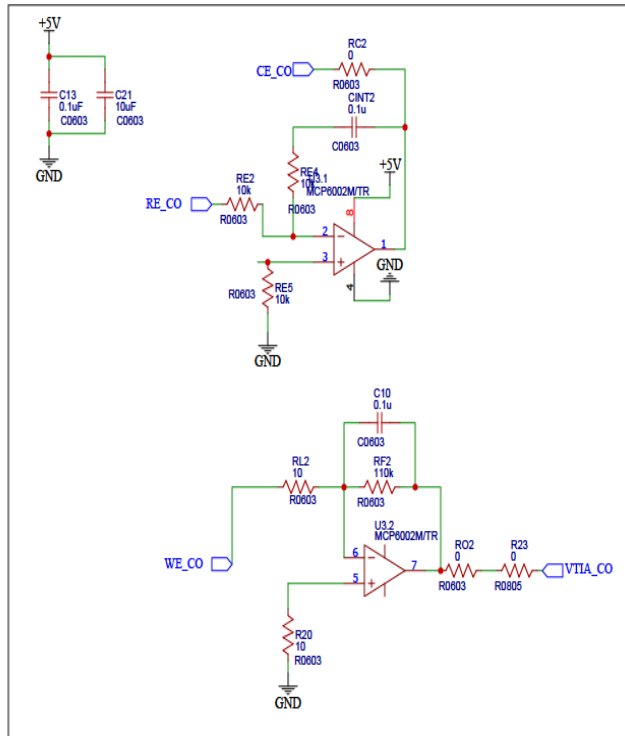 +5V
C13
0.1uF
C0603
C21
10uF
C0603
GND
CE_CO
RC2
0
R0603
CINT2
0.1u
C0603
+5V
RE4
10k
R0603
U3.1
MCP6002M/TR
RE2
10k
R0603
RE_CO
8
2
1
3
4
GND
R0603
RE5
10k
GND
C10
0.1u
C0603
RL2
10
R0603
RF2
110k
R0603
U3.2
MCP6002M/TR
WE_CO
6
7
5
RO2
0
R0603
R23
0
R0805
VTIA_CO
R20
10
R0603
GND